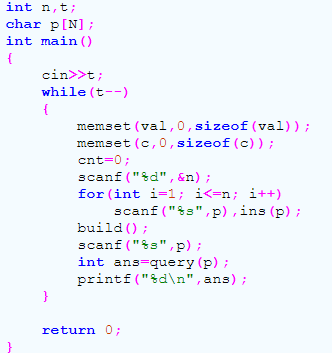 int n,t;
char p[N];
int main()
{
    cin>>t;
    while(t--)
    {
        memset(val,0,sizeof(val));
        memset(c,0,sizeof(c));
        cnt=0;
        scanf("%d",&n);
        for(int i=1; i<=n; i++)
            scanf("%s",p),ins(p);
        build();
        scanf("%s",p);
        int ans=query(p);
        printf("%d\n",ans);
    }
    return 0;
}